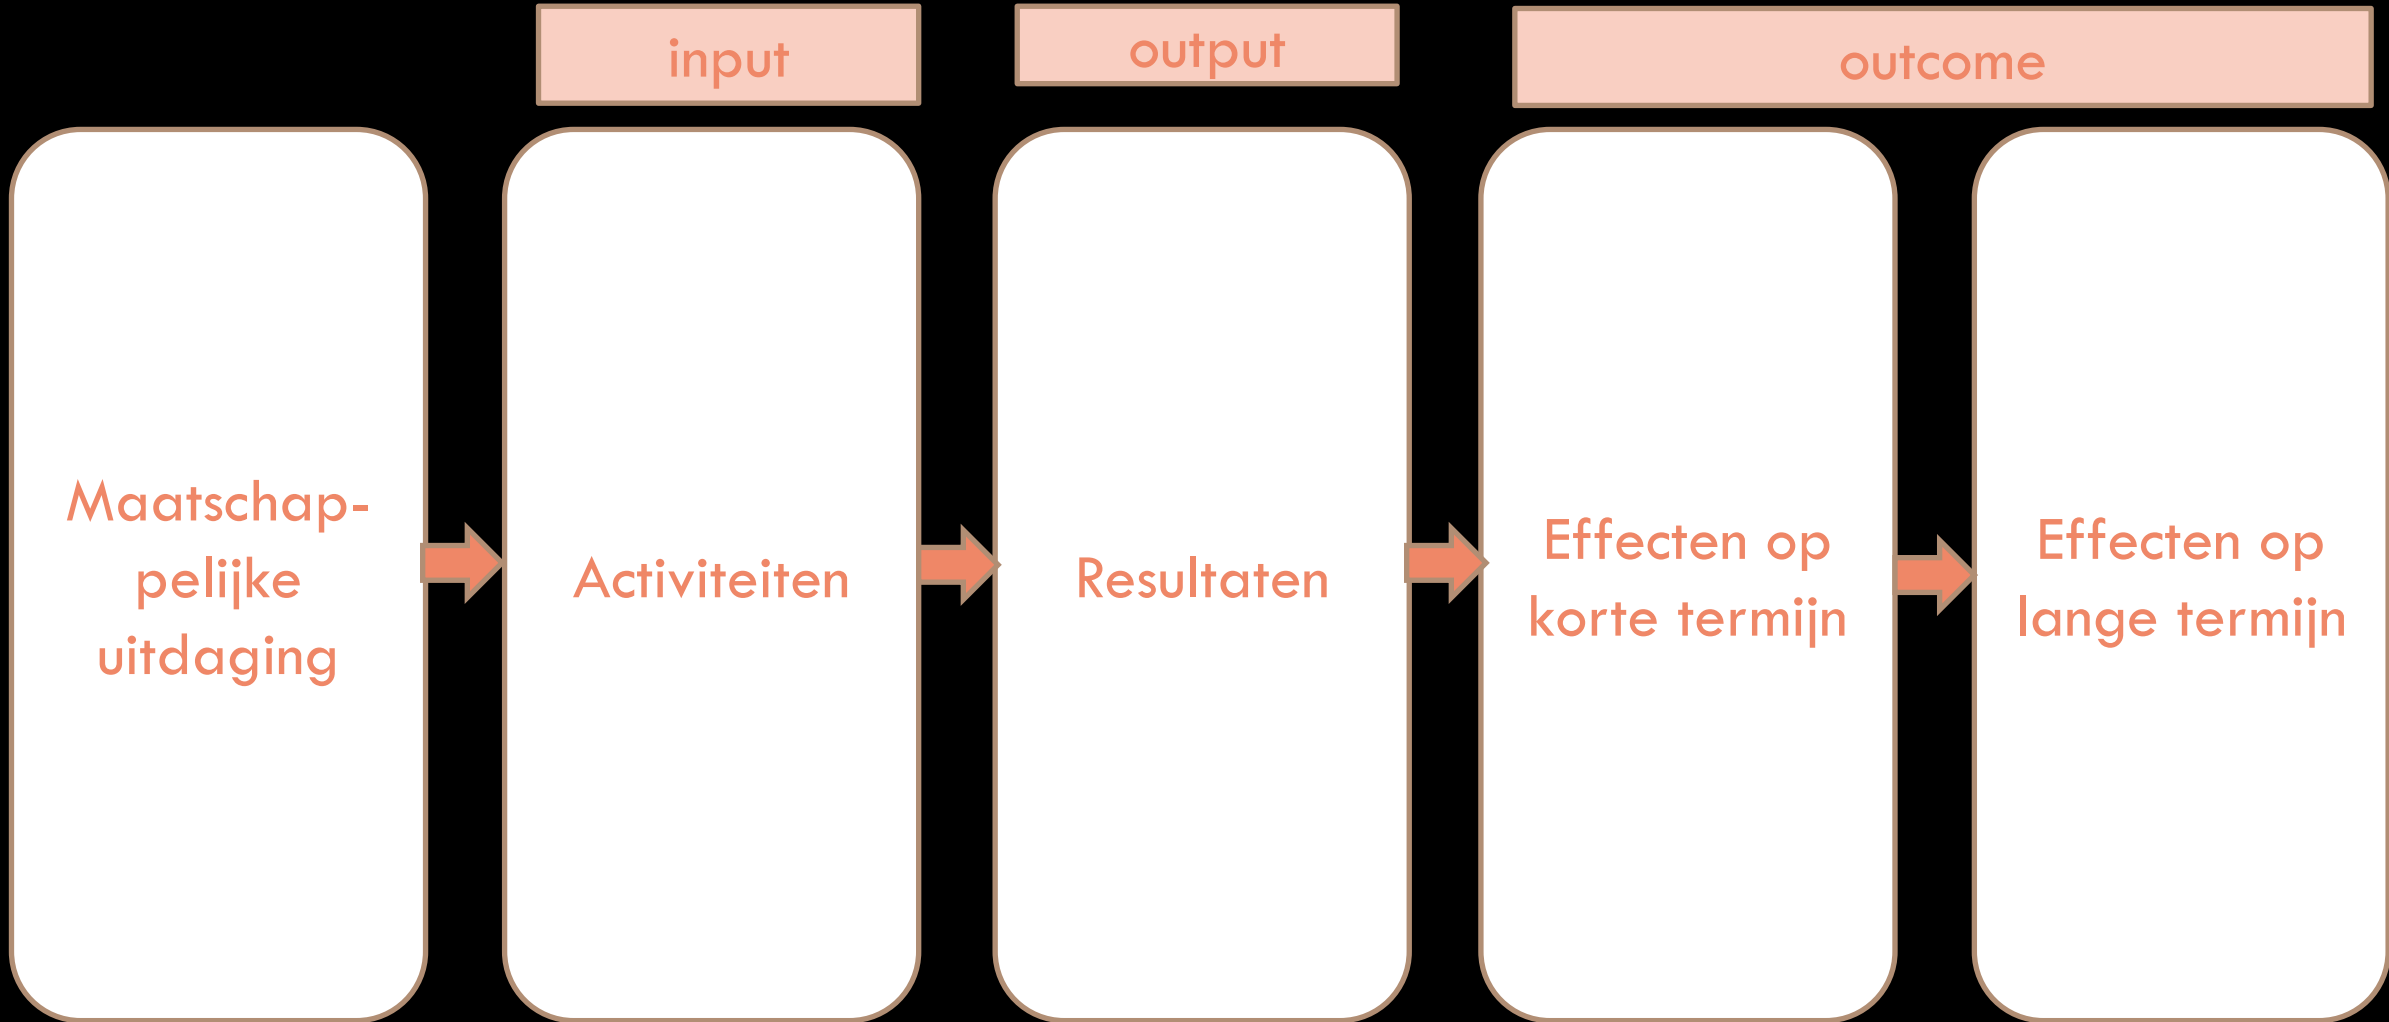 input
output
outcome
Maatschap-
pelijke
uitdaging
Activiteiten
Resultaten
Effecten op
korte termijn
Effecten op
lange termijn